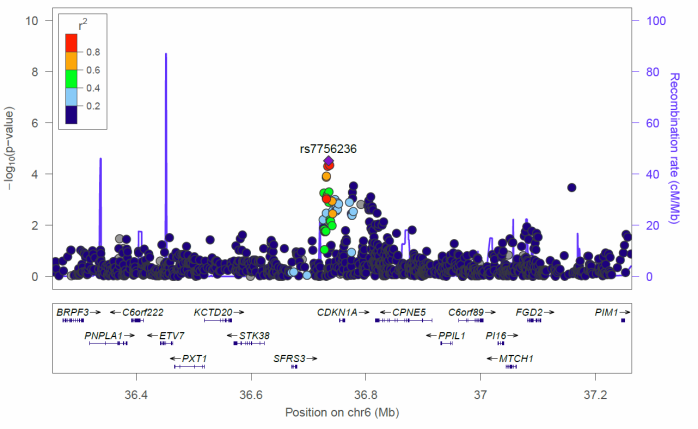 r2
0.8
0.6
0.4
0.2
rs7756236
10
8
6
4
2
0
−log10(p−value)
100
80
60
40
20
0
Recombination rate (cM/Mb)
BRPF3→ ←C6orf222 KCTD20→ CDKN1A→ ←CPNE5 C6orf89→ FGD2→ PIM1→
PNPLA1→ ←ETV7 ←STK38 ←PPIL1 PI16→
←PXT1 SFRS3→ ←MTCH1
36.4 36.6 36.8 37 37.2
Position on chr6 (Mb)